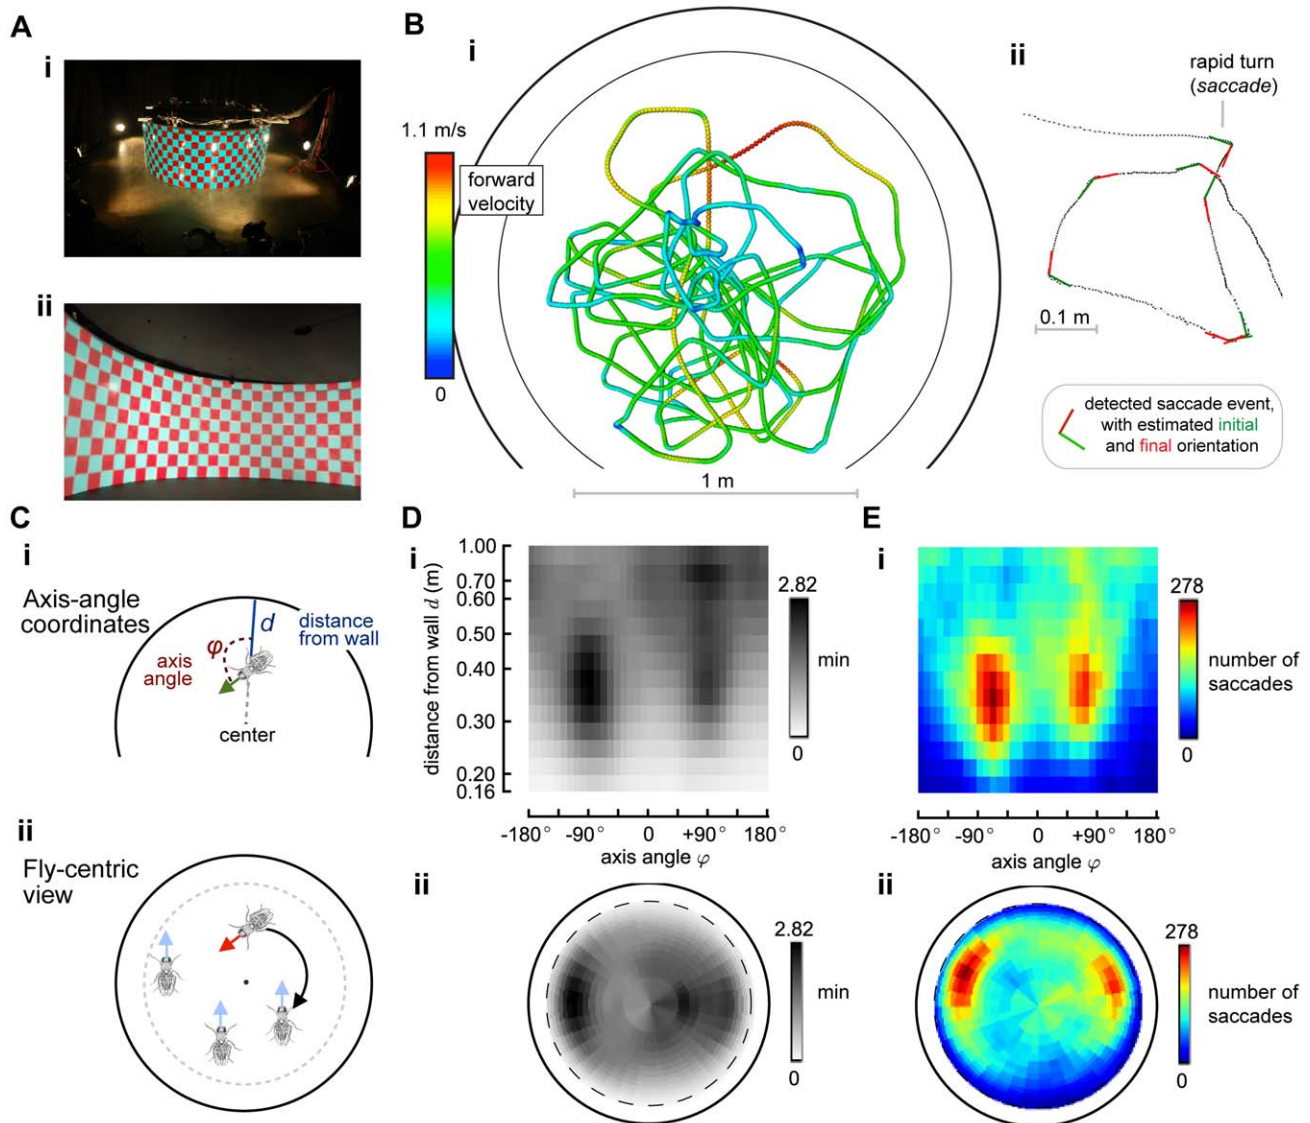 A
i
ii
B
i
1.1 m/s
forward
velocity
0
1 m
ii
rapid turn
(saccade)
0.1 m
detected saccade event,
with estimated initial
and final orientation
C
i
Axis-angle
coordinates
d
distance
from wall
φ
axis
angle
center
ii
Fly-centric
view
D
i
distance from wall d (m)
1.00
0.70
0.60
0.50
0.40
0.30
0.20
0.16
-180° -90° 0 +90° 180°
axis angle φ
2.82
min
0
ii
2.82
min
0
E
i
278
number of
saccades
0
-180° -90° 0 +90° 180°
axis angle φ
ii
278
number of
saccades
0